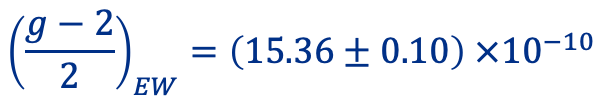 (g − 2 / 2)_EW = (15.36 ± 0.10) ×10^−10